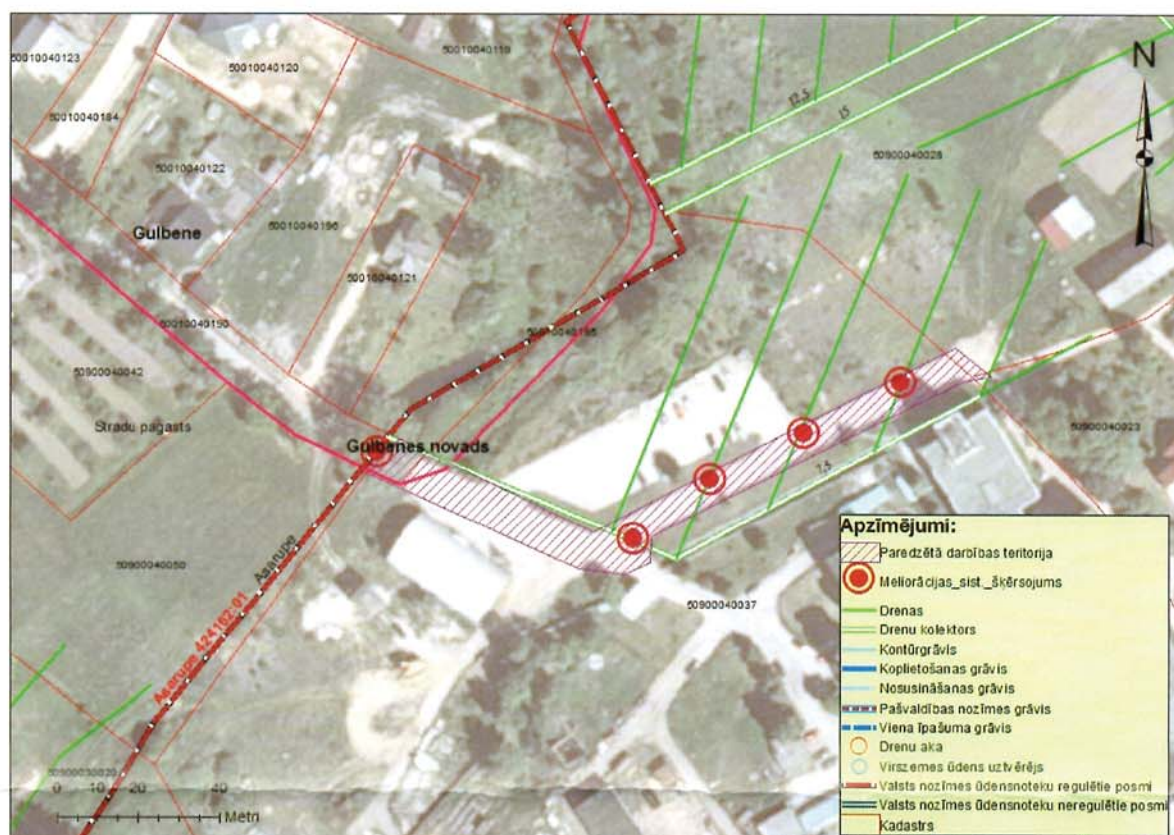 50010040123
50010040120
50010040119
N
50010040184
12,5
15
50010040122
50900040028
Gulbene
50010040196
50010040121
50010040190
50900040042
Stradu pagasts
Gulbenes novads
50900040023
7,5
Asarupe
50900040050
50900040037
Asarupe 424162:01
0 10 20 40
Metri
Apzīmējumi:
Paredzētā darbības teritorija
Meliorācijas_sist._šķērsojums
Drenas
Drenu kolektors
Kontūrgrāvis
Koplietošanas grāvis
Nosusināšanas grāvis
Pašvaldības nozīmes grāvis
Viena īpašuma grāvis
Drenu aka
Virszemes ūdens uztvērējs
Valsts nozīmes ūdensnoteku regulētie posmi
Valsts nozīmes ūdensnoteku neregulētie posmi
Kadastrs